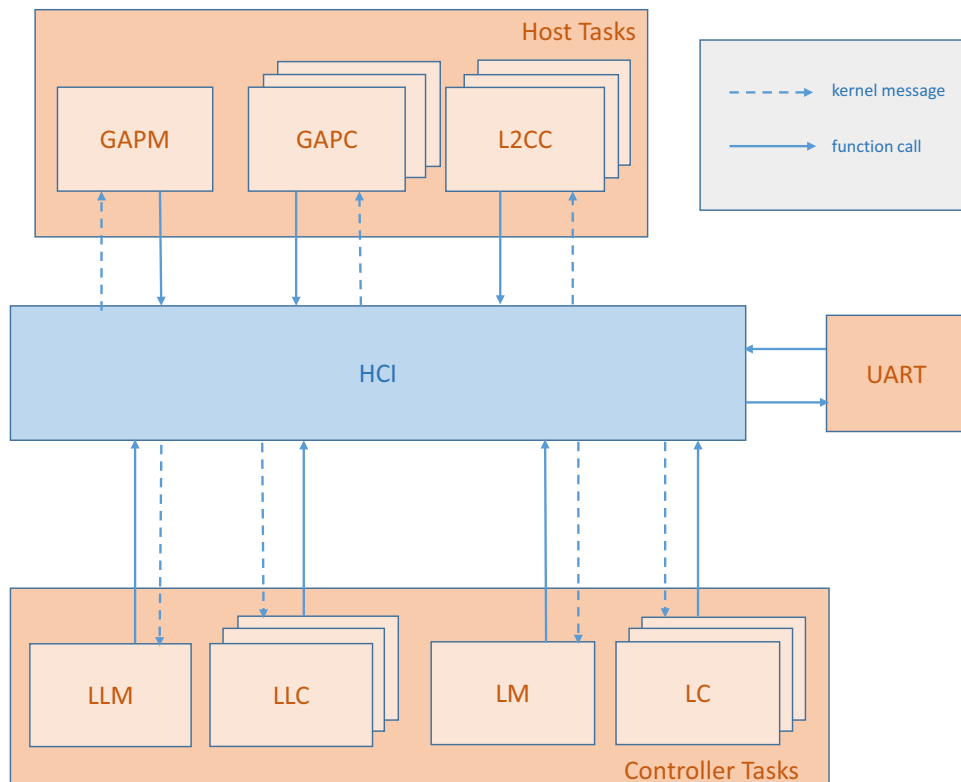 Host Tasks
GAPM
GAPC
L2CC
kernel message
function call
HCI
UART
LLM
LLC
LM
LC
Controller Tasks